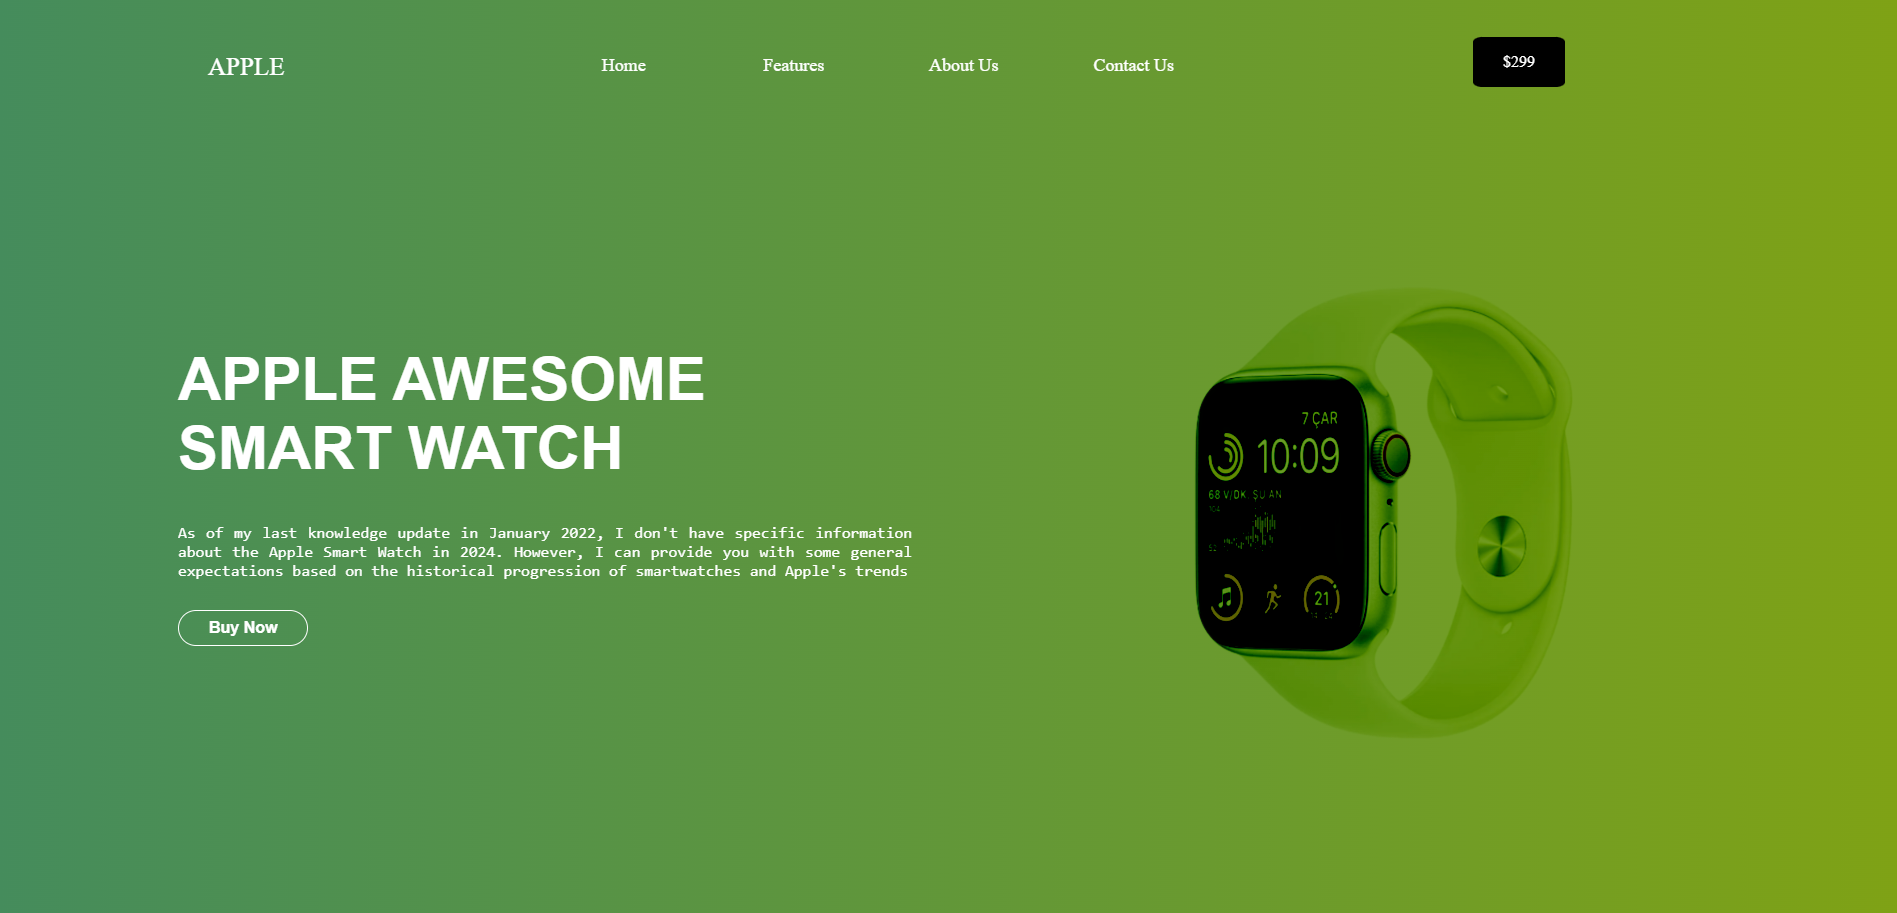 APPLE
Home
Features
About Us
Contact Us
$299
APPLE AWESOME
SMART WATCH
As of my last knowledge update in January 2022, I don't have specific information
about the Apple Smart Watch in 2024. However, I can provide you with some general
expectations based on the historical progression of smartwatches and Apple's trends
Buy Now
7 ÇAR
10:09
68 V/DK, ŞU AN
104
52
21